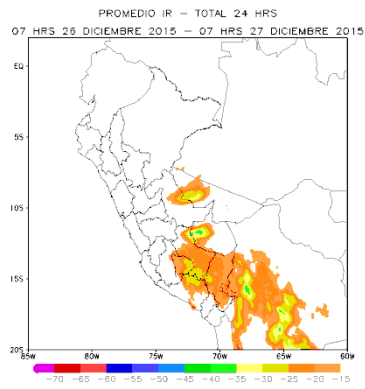 PROMEDIO IR – TOTAL 24 HRS
07 HRS 26 DICIEMBRE 2015 – 07 HRS 27 DICIEMBRE 2015
EQ
5S
10S
15S
20S
85W 80W 75W 70W 65W 60W
−70 −65 −60 −55 −50 −45 −40 −35 −30 −25 −20 −15